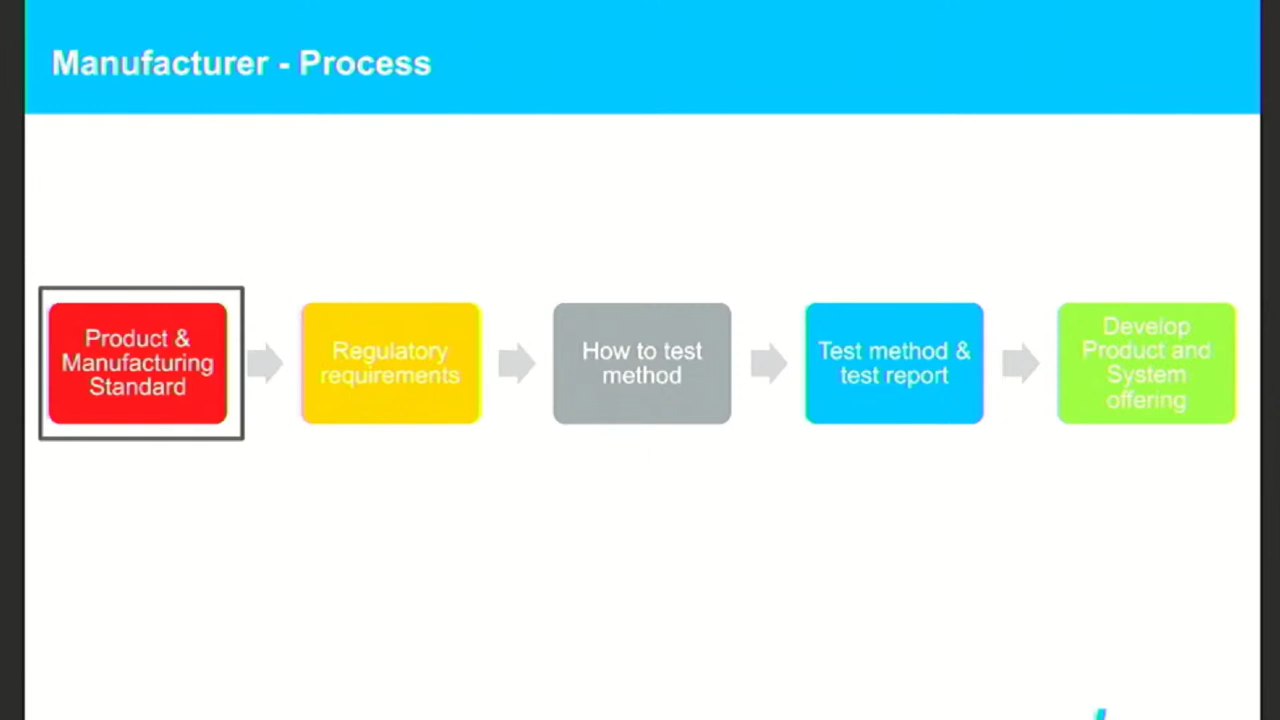 Manufacturer - Process
Product &
Manufacturing
Standard
Regulatory
requirements
How to test
method
Test method &
test report
Develop
Product and
System
offering